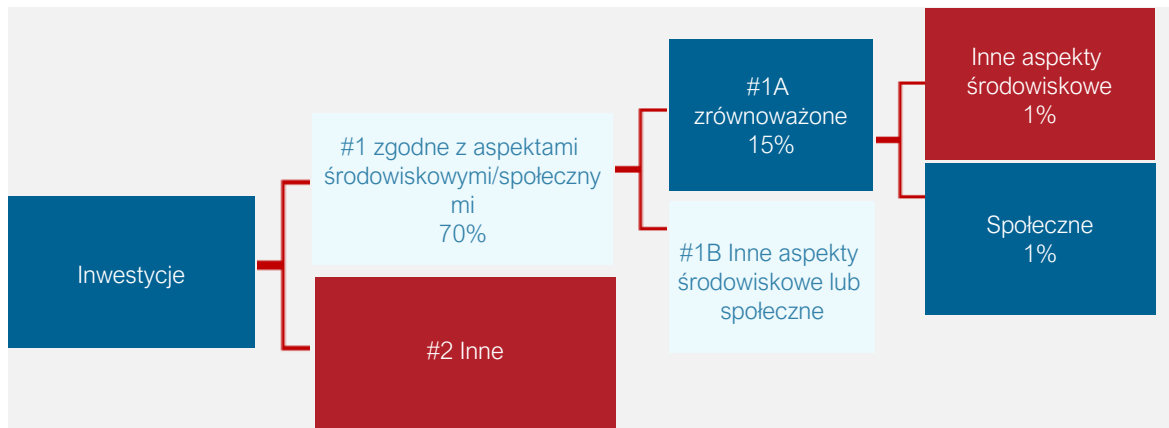 Inwestycje
#1 zgodne z aspektami
środowiskowymi/społeczny
mi
70%
#2 Inne
#1A
zrównoważone
15%
#1B Inne aspekty
środowiskowe lub
społeczne
Inne aspekty
środowiskowe
1%
Społeczne
1%